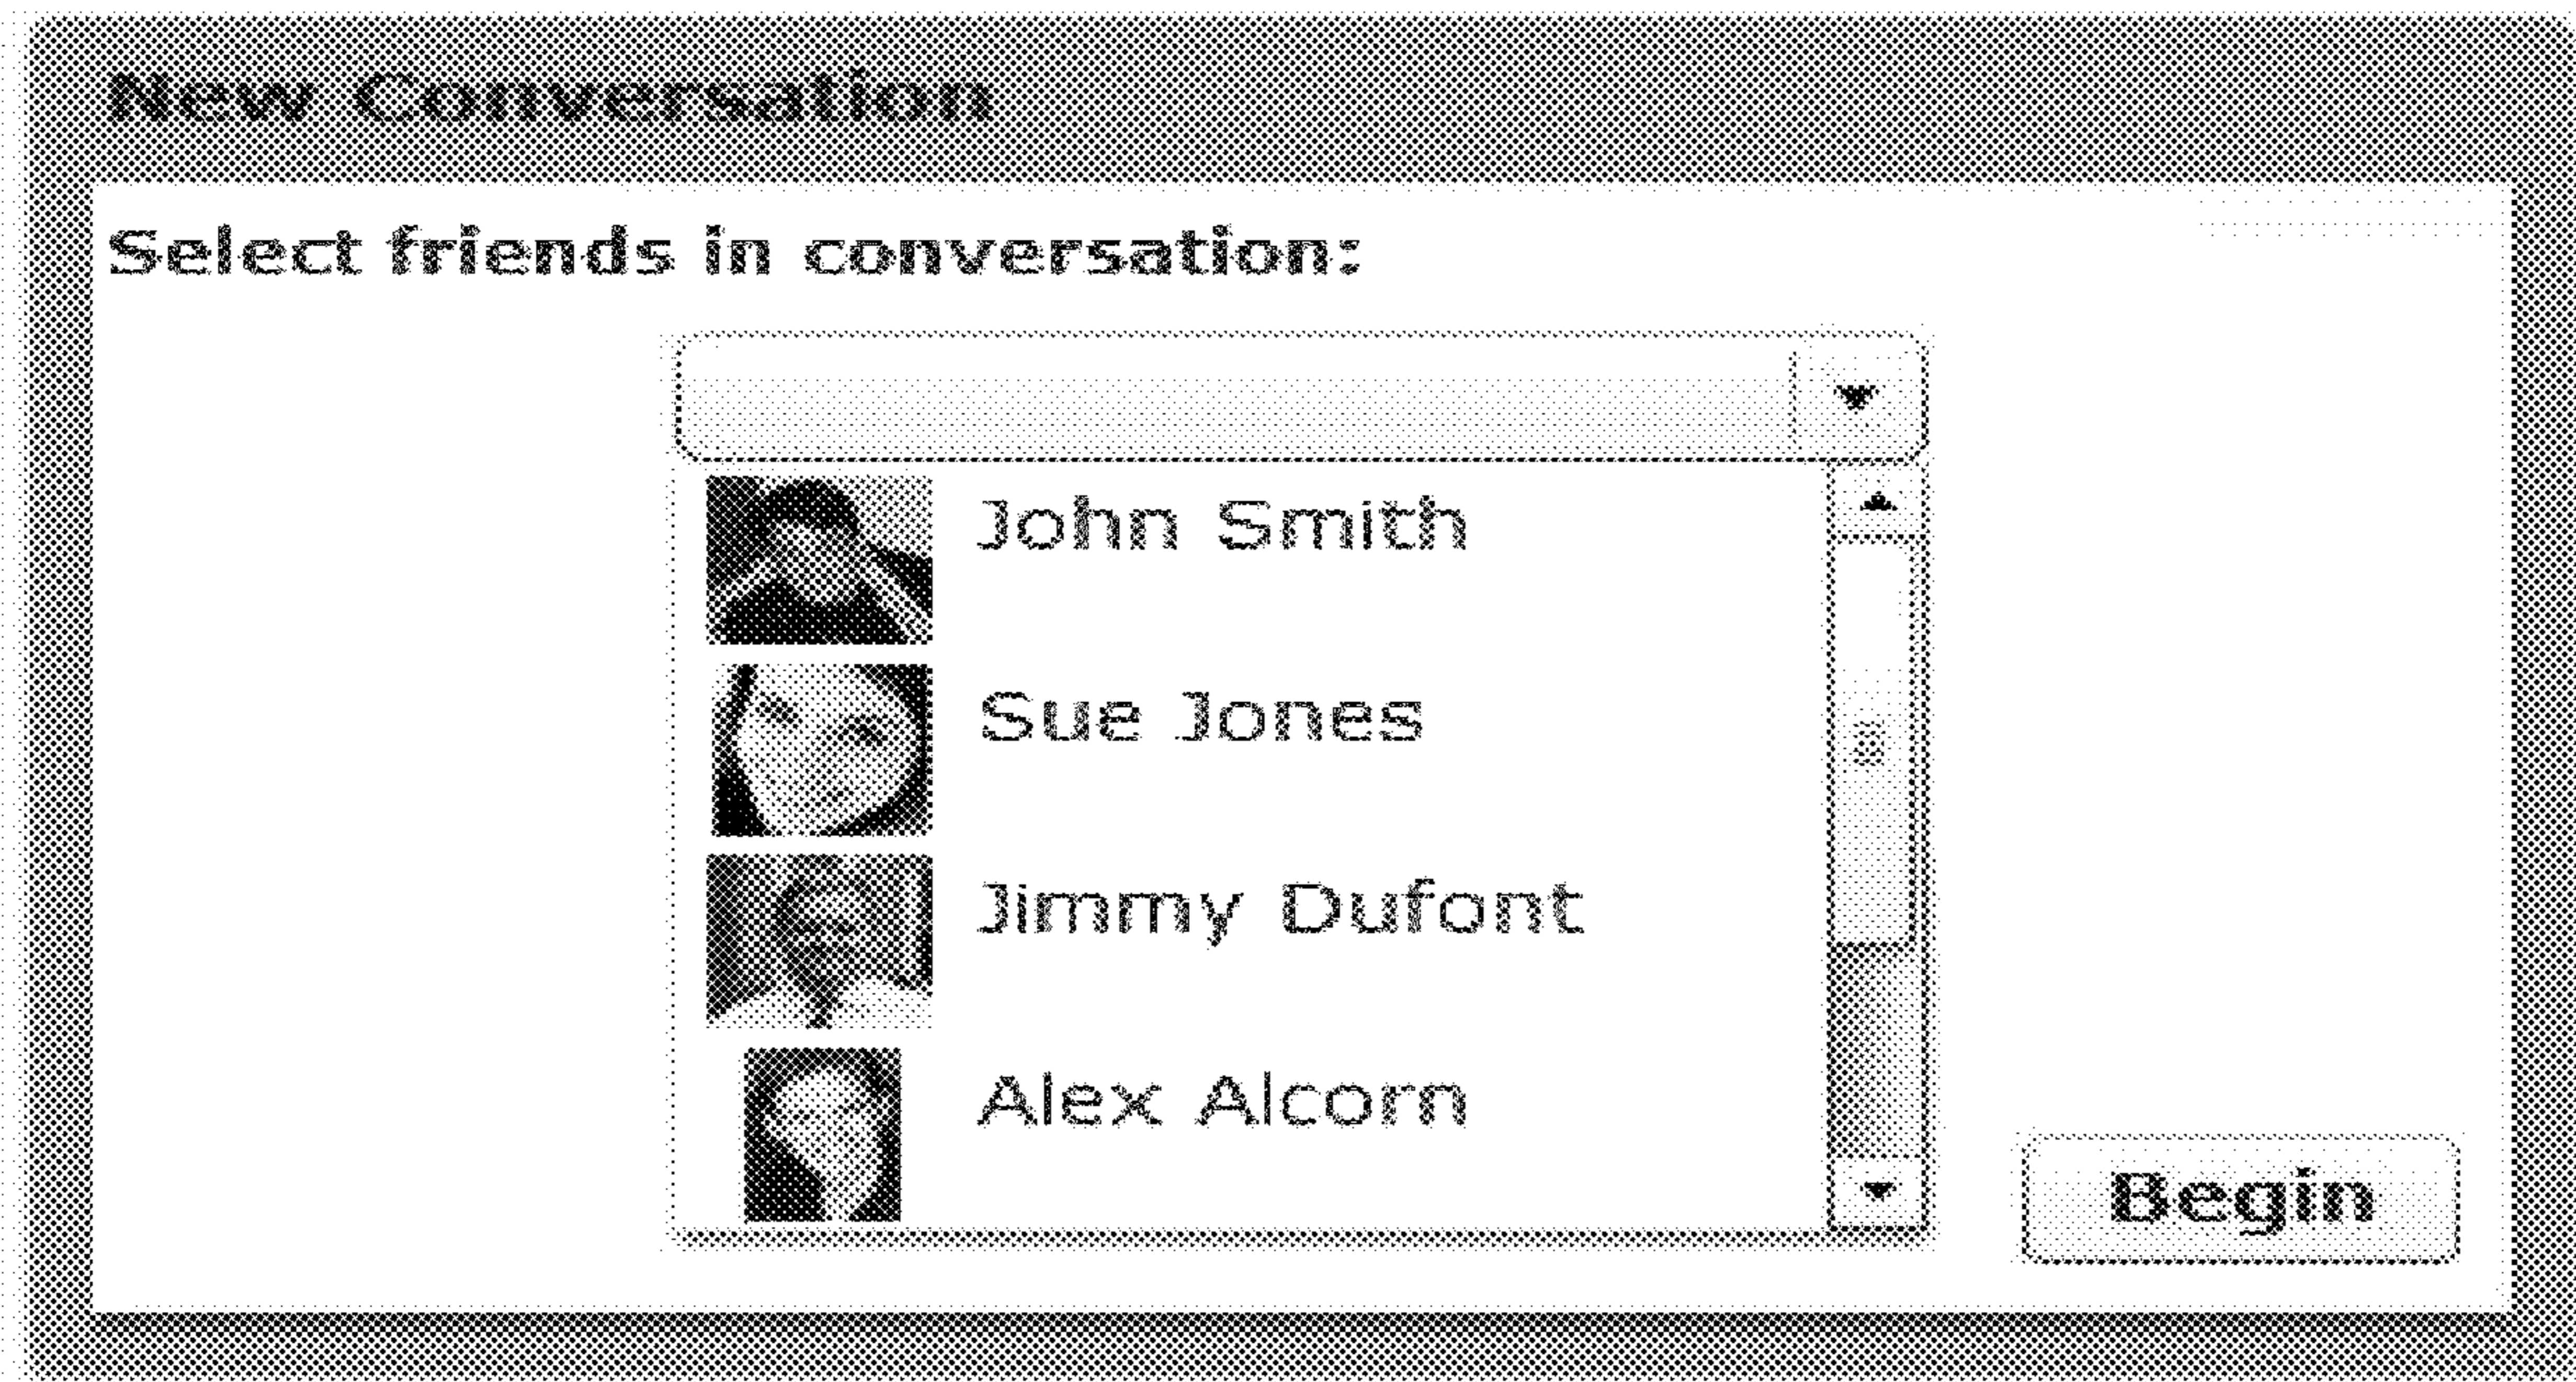 New Conversation
Select friends in conversation:
John Smith
Sue Jones
Jimmy Dufont
Alex Alcorn
Begin